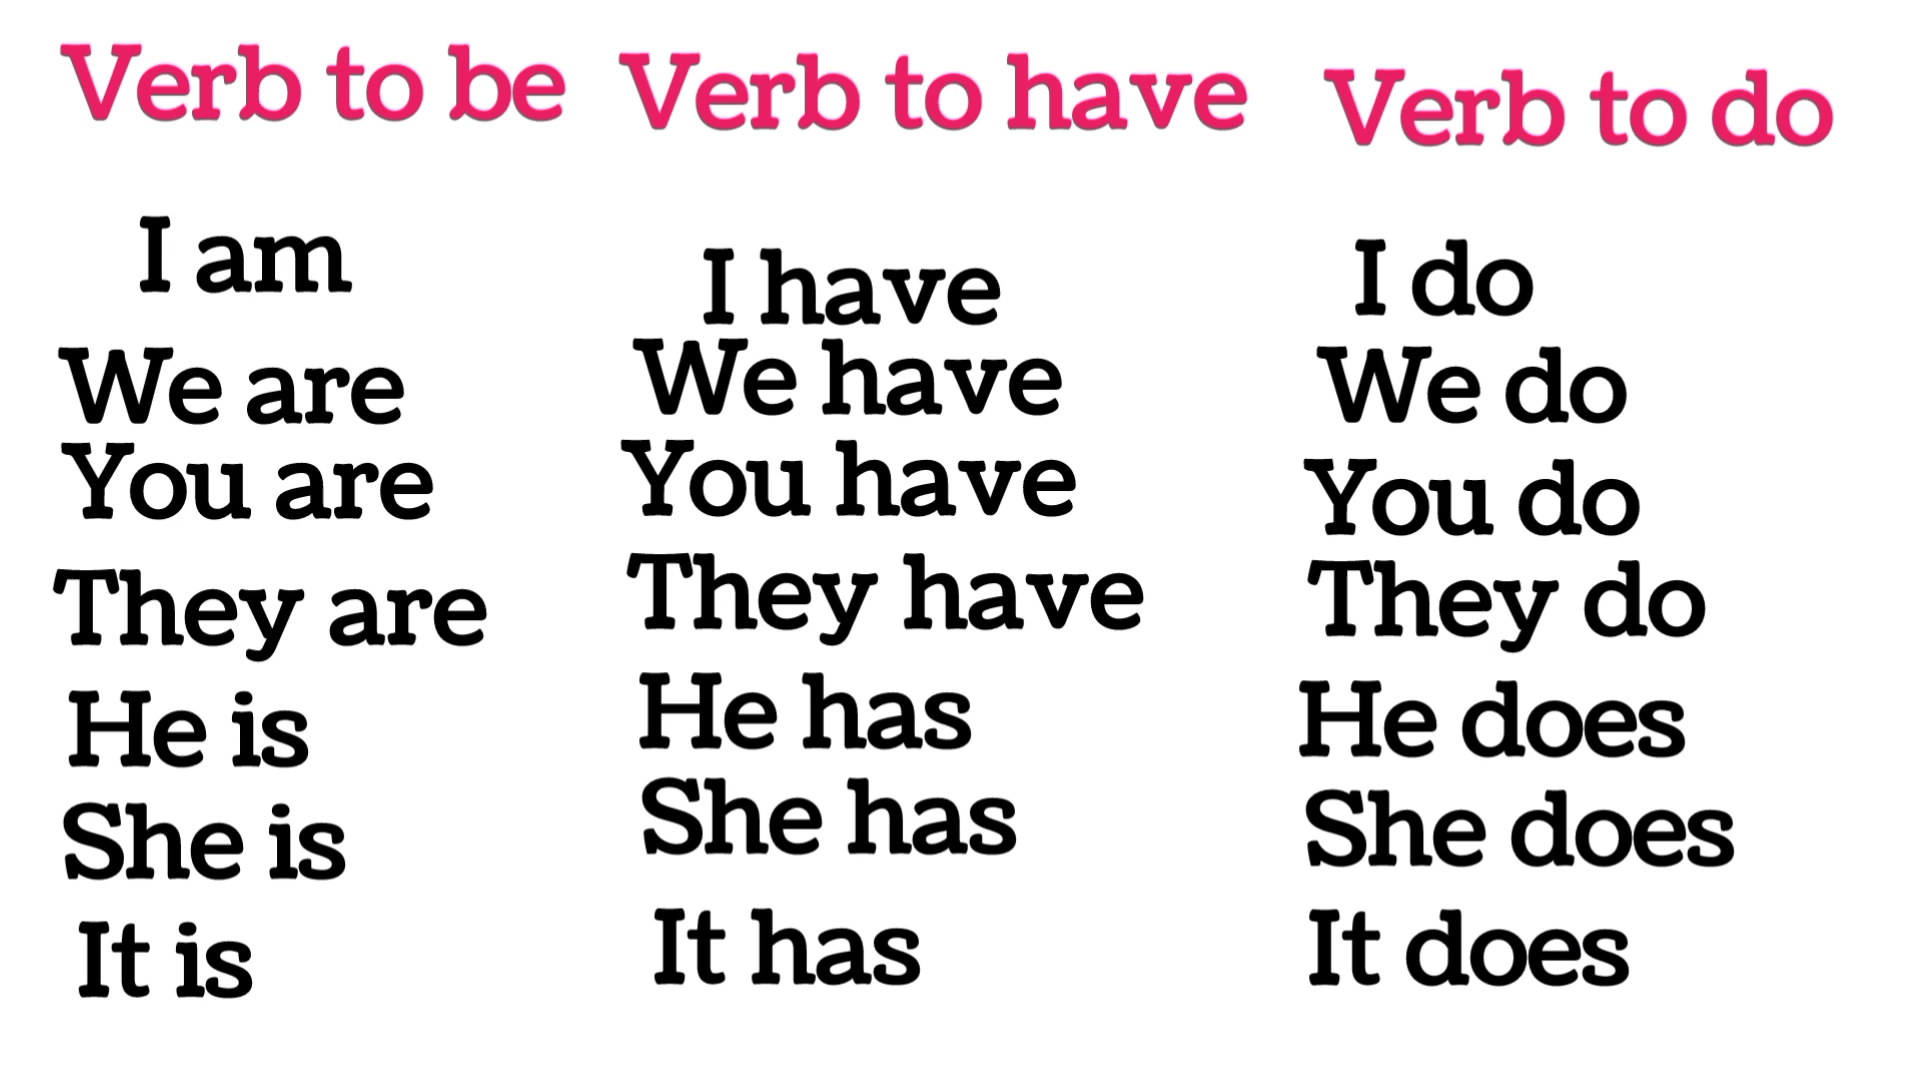 Verb to be
I am
We are
You are
They are
He is
She is
It is
Verb to have
I have
We have
You have
They have
He has
She has
It has
Verb to do
I do
We do
You do
They do
He does
She does
It does